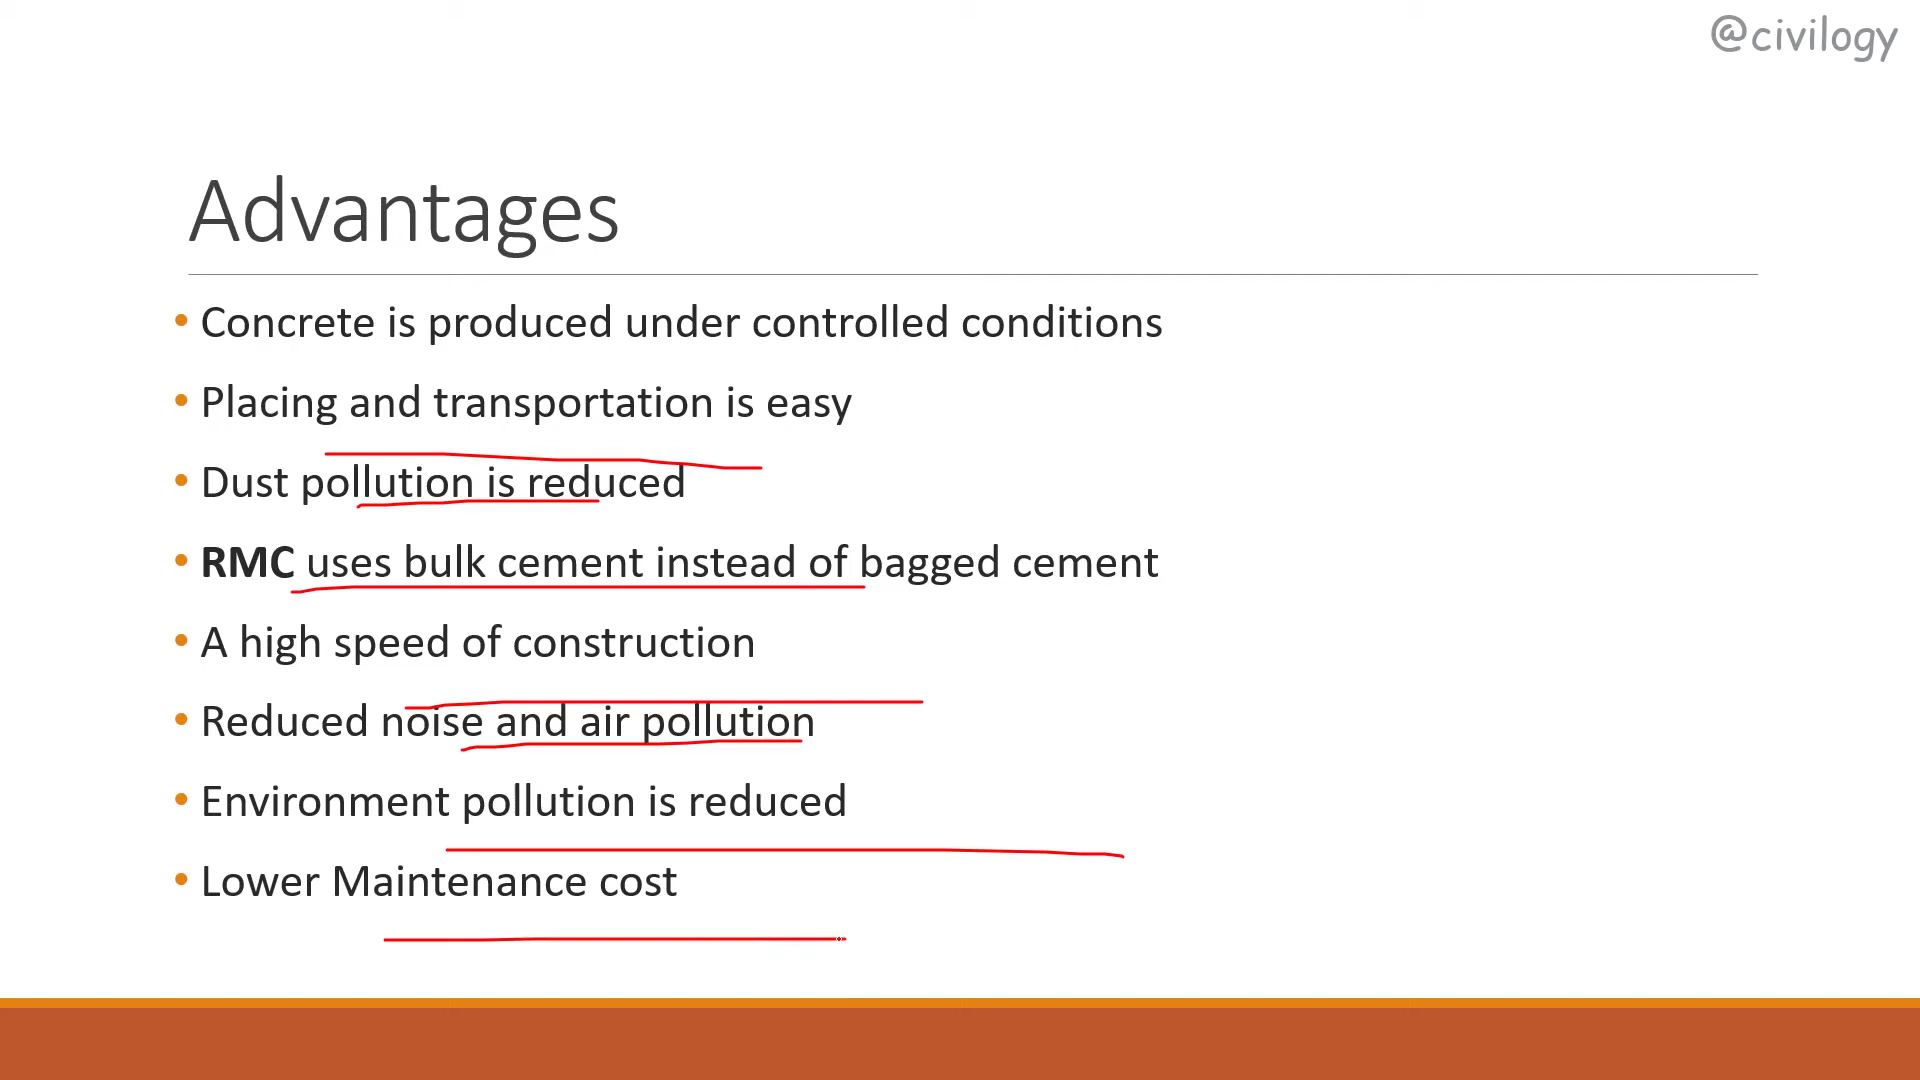 @civilogy
Advantages
• Concrete is produced under controlled conditions
• Placing and transportation is easy
• Dust pollution is reduced
• RMC uses bulk cement instead of bagged cement
• A high speed of construction
• Reduced noise and air pollution
• Environment pollution is reduced
• Lower Maintenance cost